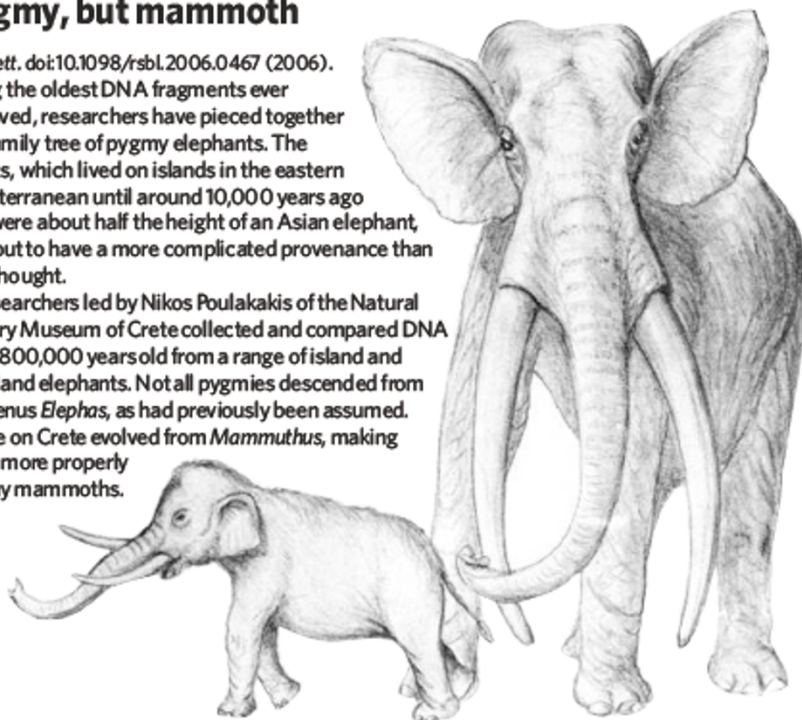 gmy, but mammoth
ett. doi:10.1098/rsbl.2006.0467 (2006).
g the oldest DNA fragments ever
ved, researchers have pieced together
mily tree of pygmy elephants. The
s, which lived on islands in the eastern
terranean until around 10,000 years ago
were about half the height of an Asian elephant,
out to have a more complicated provenance than
hought.
searchers led by Nikos Poulakakis of the Natural
ry Museum of Crete collected and compared DNA
800,000 years old from a range of island and
land elephants. Not all pygmies descended from
enus Elephas, as had previously been assumed.
e on Crete evolved from Mammuthus, making
more properly
y mammoths.